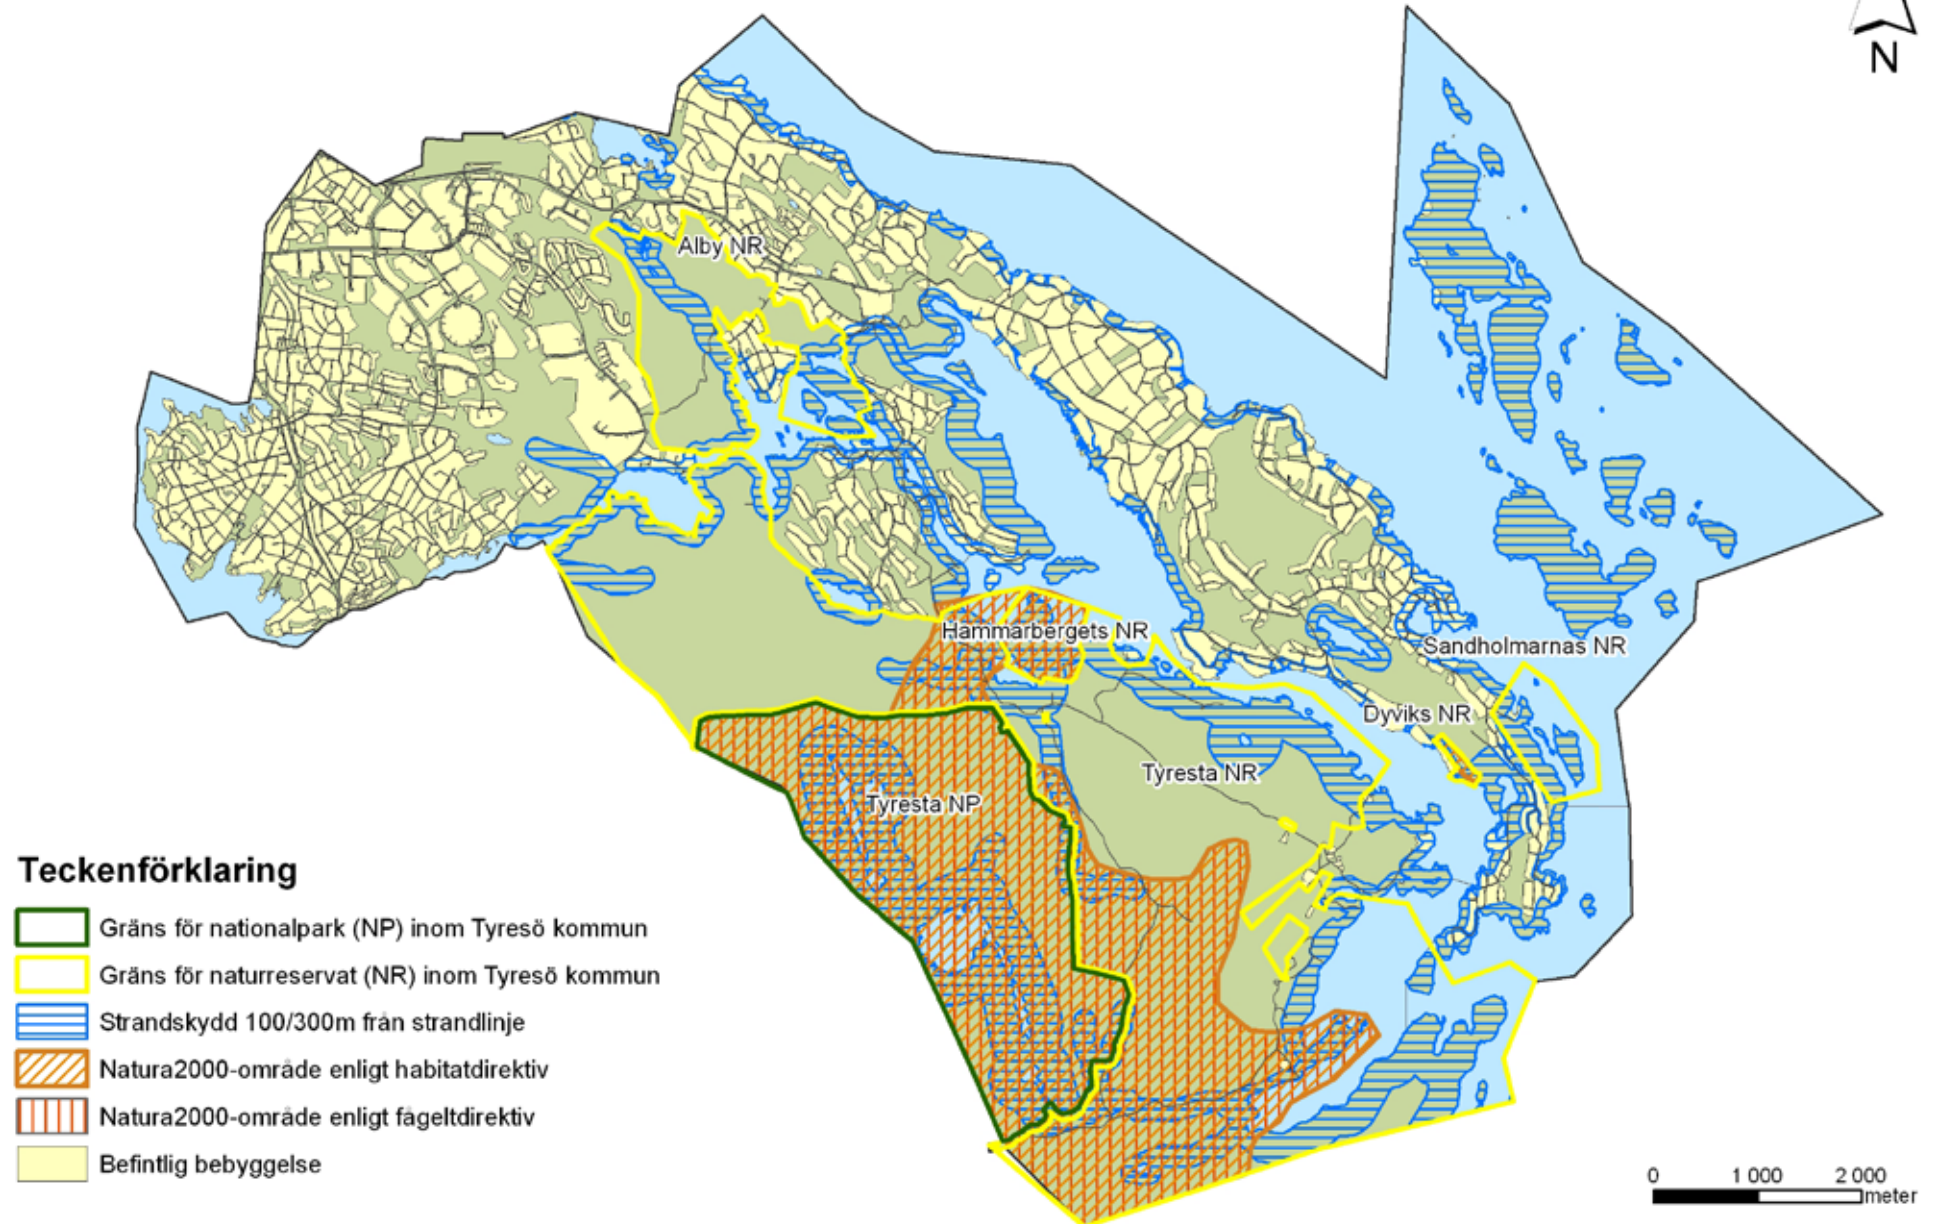 N
Alby NR
Hammarbergets NR
Sandholmarnas NR
Dyviks NR
Tyresta NR
Tyresta NP
Teckenförklaring
Gräns för nationalpark (NP) inom Tyresö kommun
Gräns för naturreservat (NR) inom Tyresö kommun
Strandskydd 100/300m från strandlinje
Natura2000-område enligt habitatdirektiv
Natura2000-område enligt fågeltdirektiv
Befintlig bebyggelse
0 1 000 2 000
meter